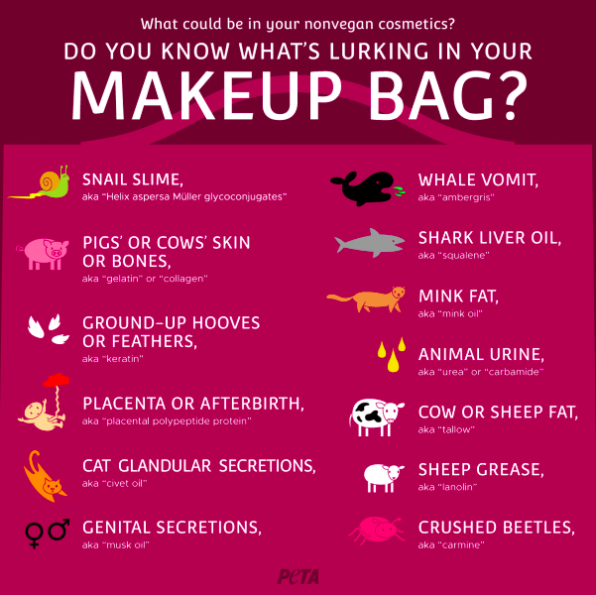 What could be in your nonvegan cosmetics?
DO YOU KNOW WHAT'S LURKING IN YOUR
MAKEUP BAG?
SNAIL SLIME,
aka "Helix aspersa Müller glycoconjugates"
PIGS' OR COWS' SKIN
OR BONES,
aka "gelatin" or "collagen"
GROUND-UP HOOVES
OR FEATHERS,
aka "keratin"
PLACENTA OR AFTERBIRTH,
aka "placental polypeptide protein"
CAT GLANDULAR SECRETIONS,
aka "civet oil"
GENITAL SECRETIONS,
aka "musk oil"
WHALE VOMIT,
aka "ambergris"
SHARK LIVER OIL,
aka "squalene"
MINK FAT,
aka "mink oil"
ANIMAL URINE,
aka "urea" or "carbamide"
COW OR SHEEP FAT,
aka "tallow"
SHEEP GREASE,
aka "lanolin"
CRUSHED BEETLES,
aka "carmine"
PETA